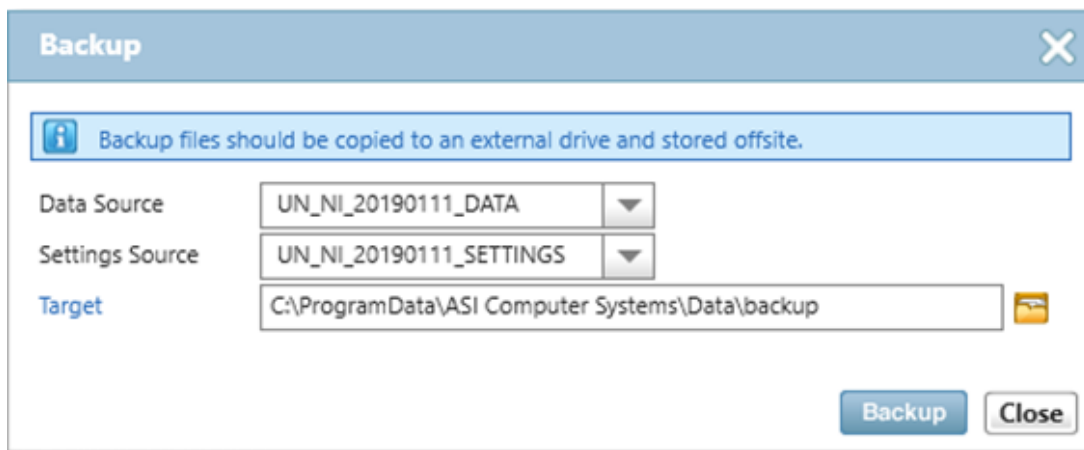 Backup
Backup files should be copied to an external drive and stored offsite.
Data Source UN_NI_20190111_DATA
Settings Source UN_NI_20190111_SETTINGS
Target C:\ProgramData\ASI Computer Systems\Data\backup
Backup Close